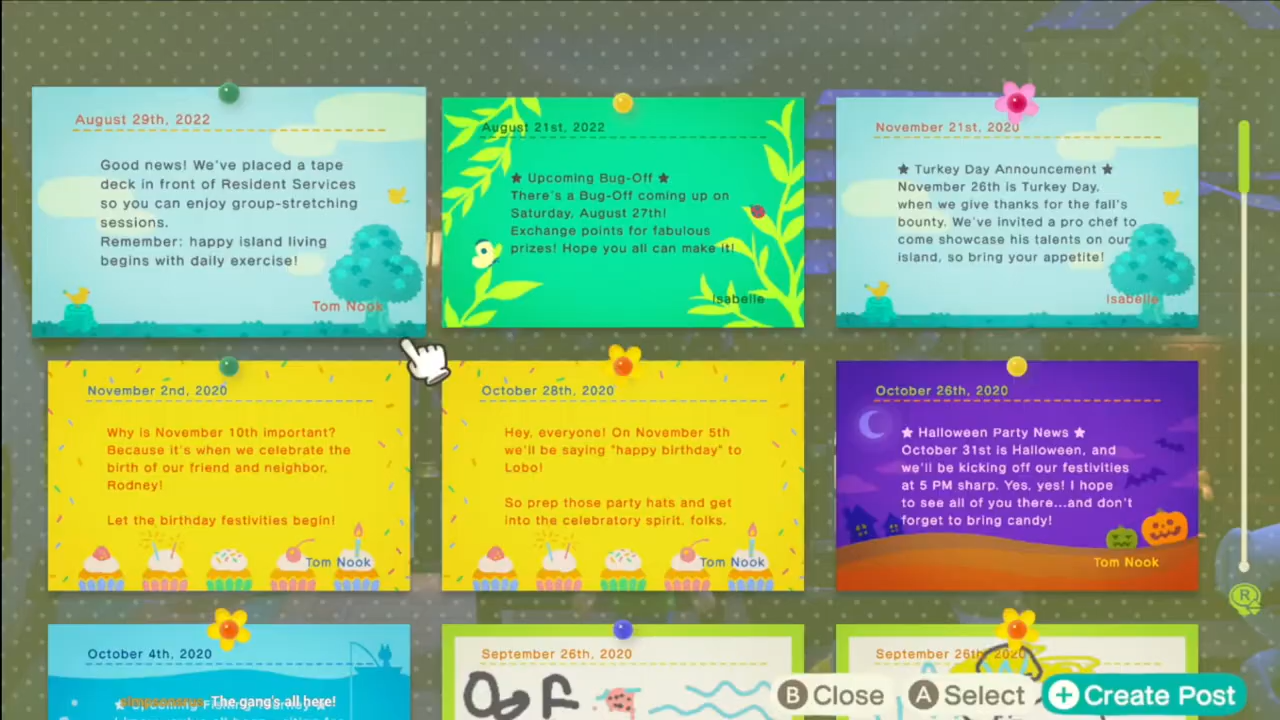 August 29th, 2022
Good news! We've placed a tape
deck in front of Resident Services
so you can enjoy group-stretching
sessions.
Remember: happy island living
begins with daily exercise!
Tom Nook
August 21st, 2022
★ Upcoming Bug-Off ★
There's a Bug-Off coming up on
Saturday, August 27th!
Exchange points for fabulous
prizes! Hope you all can make it!
Isabelle
November 21st, 2020
★ Turkey Day Announcement ★
November 26th is Turkey Day,
when we give thanks for the fall's
bounty. We've invited a pro chef to
come showcase his talents on our
island, so bring your appetite!
Isabelle
November 2nd, 2020
Why is November 10th important?
Because it's when we celebrate the
birth of our friend and neighbor,
Rodney!
Let the birthday festivities begin!
Tom Nook
October 28th, 2020
Hey, everyone! On November 5th
we'll be saying "happy birthday" to
Lobo!
So prep those party hats and get
into the celebratory spirit, folks.
Tom Nook
October 26th, 2020
★ Halloween Party News ★
October 31st is Halloween, and
we'll be kicking off our festivities
at 5 PM sharp. Yes, yes! I hope
to see all of you there...and don't
forget to bring candy!
Tom Nook
October 4th, 2020
The gang's all here!
September 26th, 2020
September 26th, 2020
B Close
A Select
+ Create Post
R